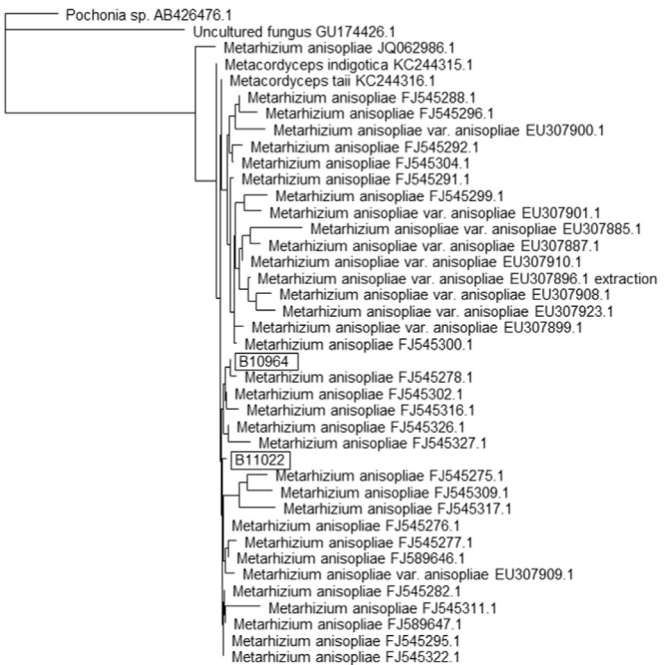 Pochonia sp. AB426476.1
Uncultured fungus GU174426.1
Metarhizium anisopliae JQ062986.1
Metacordyceps indigotica KC244315.1
Metacordyceps taii KC244316.1
Metarhizium anisopliae FJ545288.1
Metarhizium anisopliae FJ545296.1
Metarhizium anisopliae var. anisopliae EU307900.1
Metarhizium anisopliae FJ545292.1
Metarhizium anisopliae FJ545304.1
Metarhizium anisopliae FJ545291.1
Metarhizium anisopliae FJ545299.1
Metarhizium anisopliae var. anisopliae EU307901.1
Metarhizium anisopliae var. anisopliae EU307885.1
Metarhizium anisopliae var. anisopliae EU307887.1
Metarhizium anisopliae var. anisopliae EU307910.1
Metarhizium anisopliae var. anisopliae EU307896.1 extraction
Metarhizium anisopliae var. anisopliae EU307908.1
Metarhizium anisopliae var. anisopliae EU307923.1
Metarhizium anisopliae var. anisopliae EU307899.1
Metarhizium anisopliae FJ545300.1
B10964
Metarhizium anisopliae FJ545278.1
Metarhizium anisopliae FJ545302.1
Metarhizium anisopliae FJ545316.1
Metarhizium anisopliae FJ545326.1
Metarhizium anisopliae FJ545327.1
B11022
Metarhizium anisopliae FJ545275.1
Metarhizium anisopliae FJ545309.1
Metarhizium anisopliae FJ545317.1
Metarhizium anisopliae FJ545276.1
Metarhizium anisopliae FJ545277.1
Metarhizium anisopliae FJ589646.1
Metarhizium anisopliae var. anisopliae EU307909.1
Metarhizium anisopliae FJ545282.1
Metarhizium anisopliae FJ545311.1
Metarhizium anisopliae FJ589647.1
Metarhizium anisopliae FJ545295.1
Metarhizium anisopliae FJ545322.1